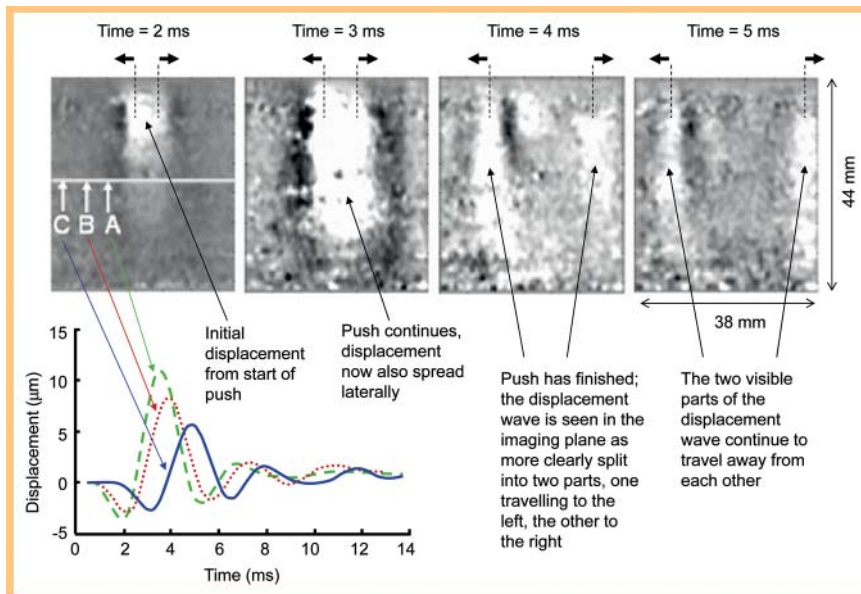 Time = 2 ms
Time = 3 ms
Time = 4 ms
Time = 5 ms
C B A
44 mm
38 mm
Initial
displacement
from start of
push
Push continues,
displacement
now also spread
laterally
Push has finished;
the displacement
wave is seen in the
imaging plane as
more clearly split
into two parts, one
travelling to the
left, the other to
the right
The two visible
parts of the
displacement
wave continue to
travel away from
each other
Displacement (μm)
15
10
5
0
-5
0 2 4 6 8 10 12 14
Time (ms)